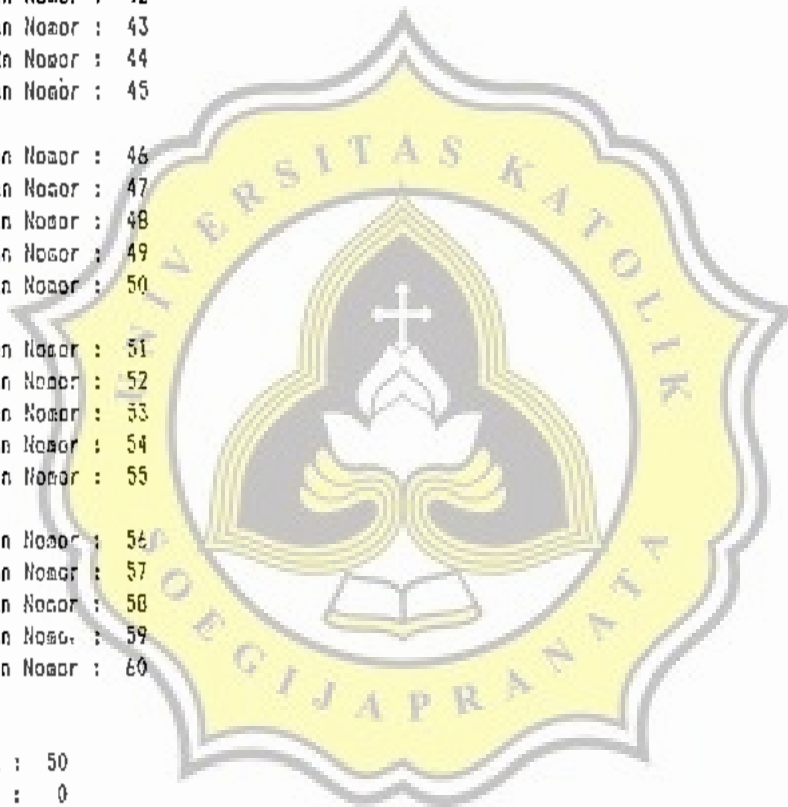 n Nomor : 42
n Nomor : 43
n Nomor : 44
n Nomor : 45
n Nomor : 46
n Nomor : 47
n Nomor : 48
n Nomor : 49
n Nomor : 50
n Nomor : 51
n Nomor : 52
n Nomor : 53
n Nomor : 54
n Nomor : 55
n Nomor : 56
n Nomor : 57
n Nomor : 58
n Nomor : 59
n Nomor : 60
: 50
: 0
UNIVERSITAS KATOLIK
SOEGIJAPRANATA